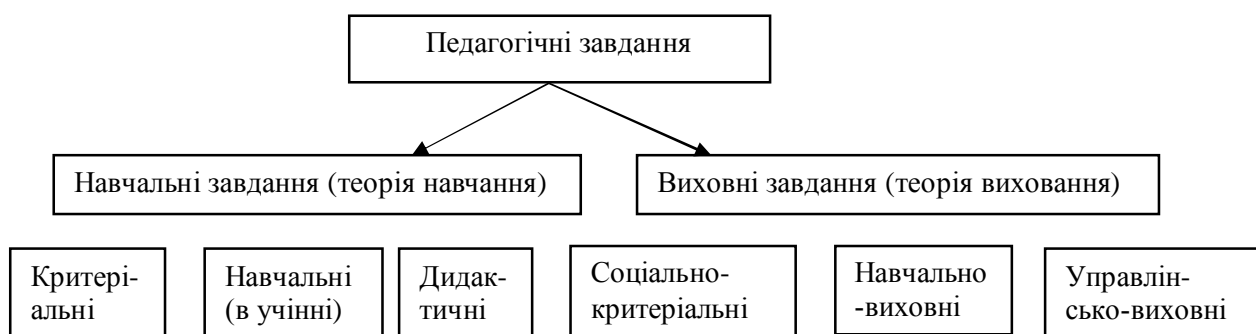 Педагогічні завдання
Навчальні завдання (теорія навчання)
Виховні завдання (теорія виховання)
Критері-
альні
Навчальні
(в учінні)
Дидак-
тичні
Соціально-
критеріальні
Навчально
-виховні
Управлін-
сько-виховні